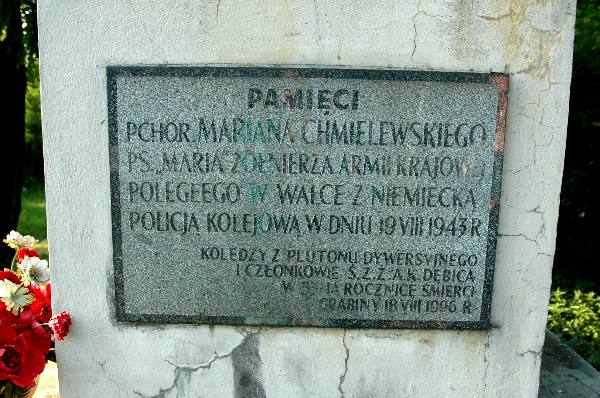 PAMIĘCI
PCHOR. MARIANA CHMIELEWSKIEGO
PS. „MARIA" ŻOŁNIERZA ARMII KRAJOWEJ
POLEGŁEGO W WALCE Z NIEMIECKĄ
POLICJĄ KOLEJOWĄ W DNIU 19 VIII 1943 R
KOLEDZY Z PLUTONU DYWERSYJNEGO
I CZŁONKOWIE Ś.Z.Ż.A.K. DĘBICA
W ROCZNICĘ ŚMIERCI
GRABINY 18 VIII 1996 R